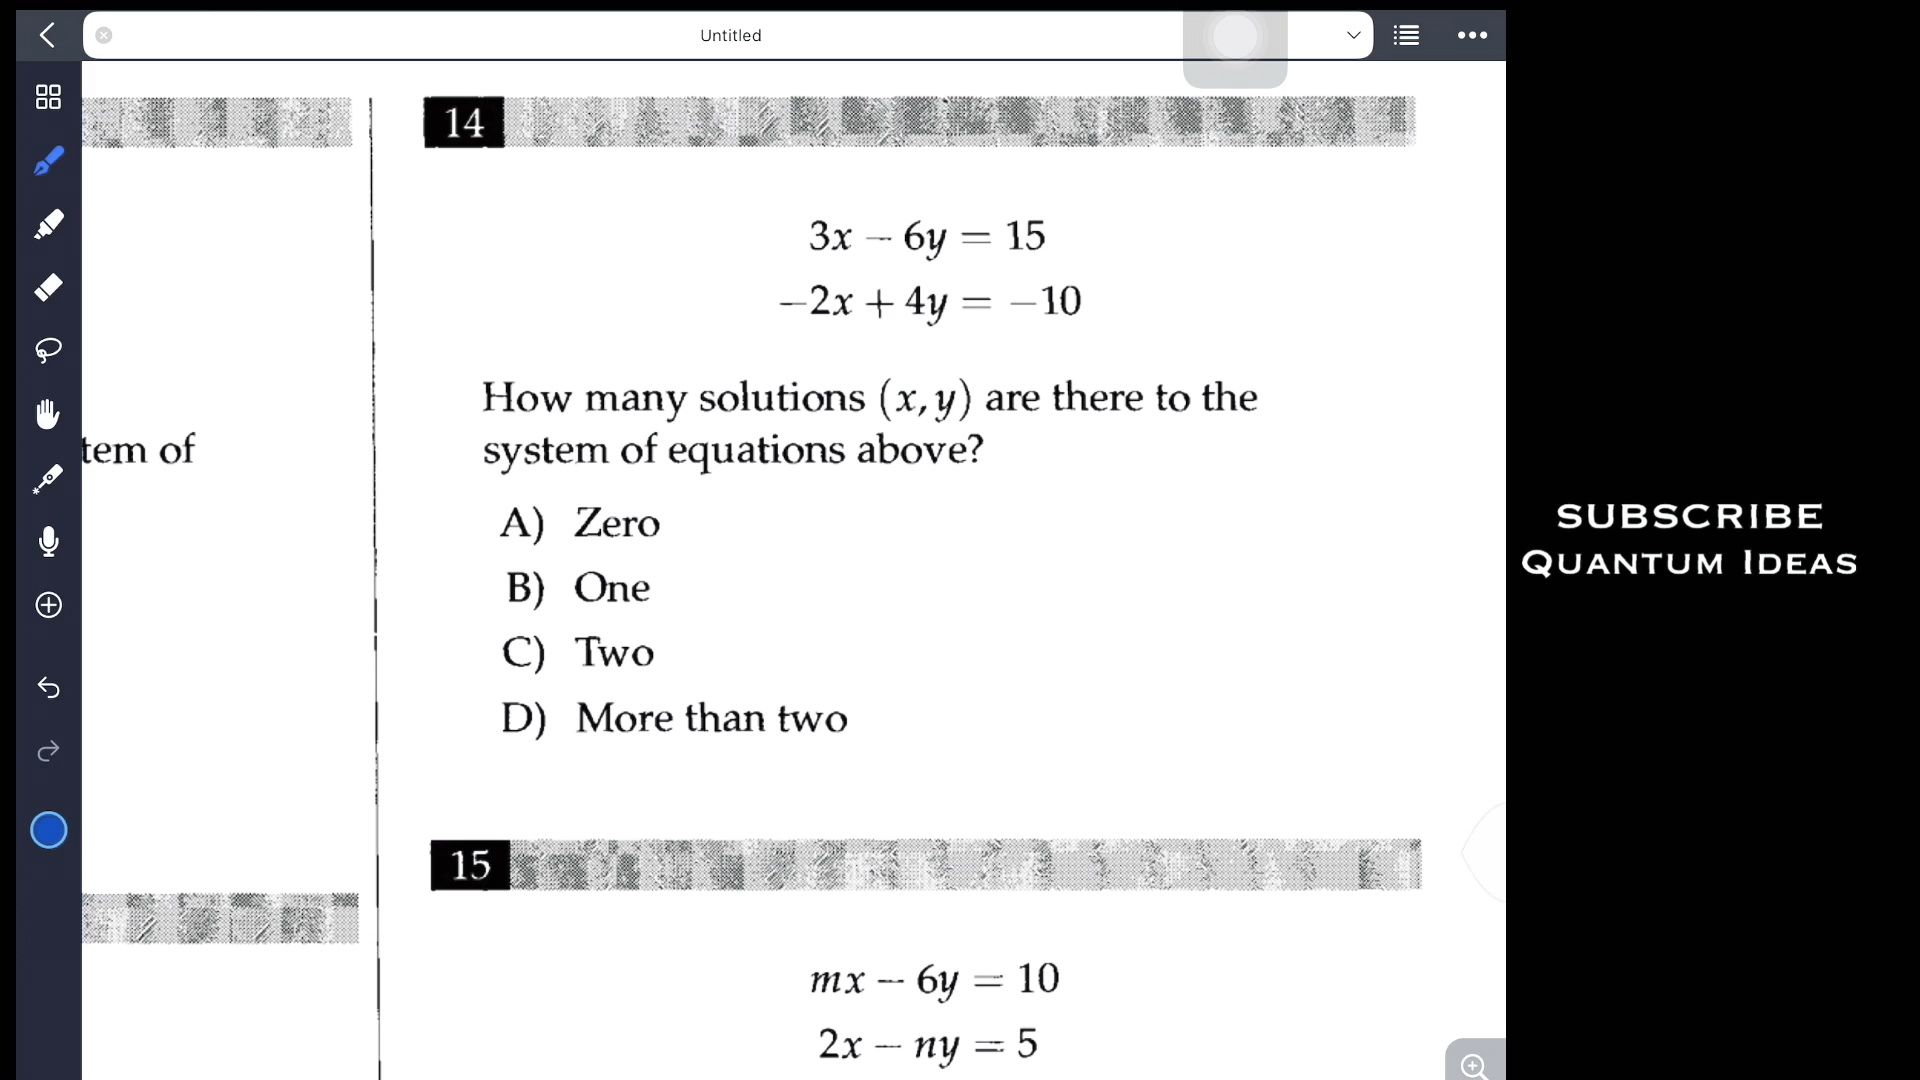 Untitled
14
3x − 6y = 15
−2x + 4y = −10
tem of
How many solutions (x, y) are there to the
system of equations above?
A) Zero
B) One
C) Two
D) More than two
15
mx − 6y = 10
2x − ny = 5
SUBSCRIBE
QUANTUM IDEAS